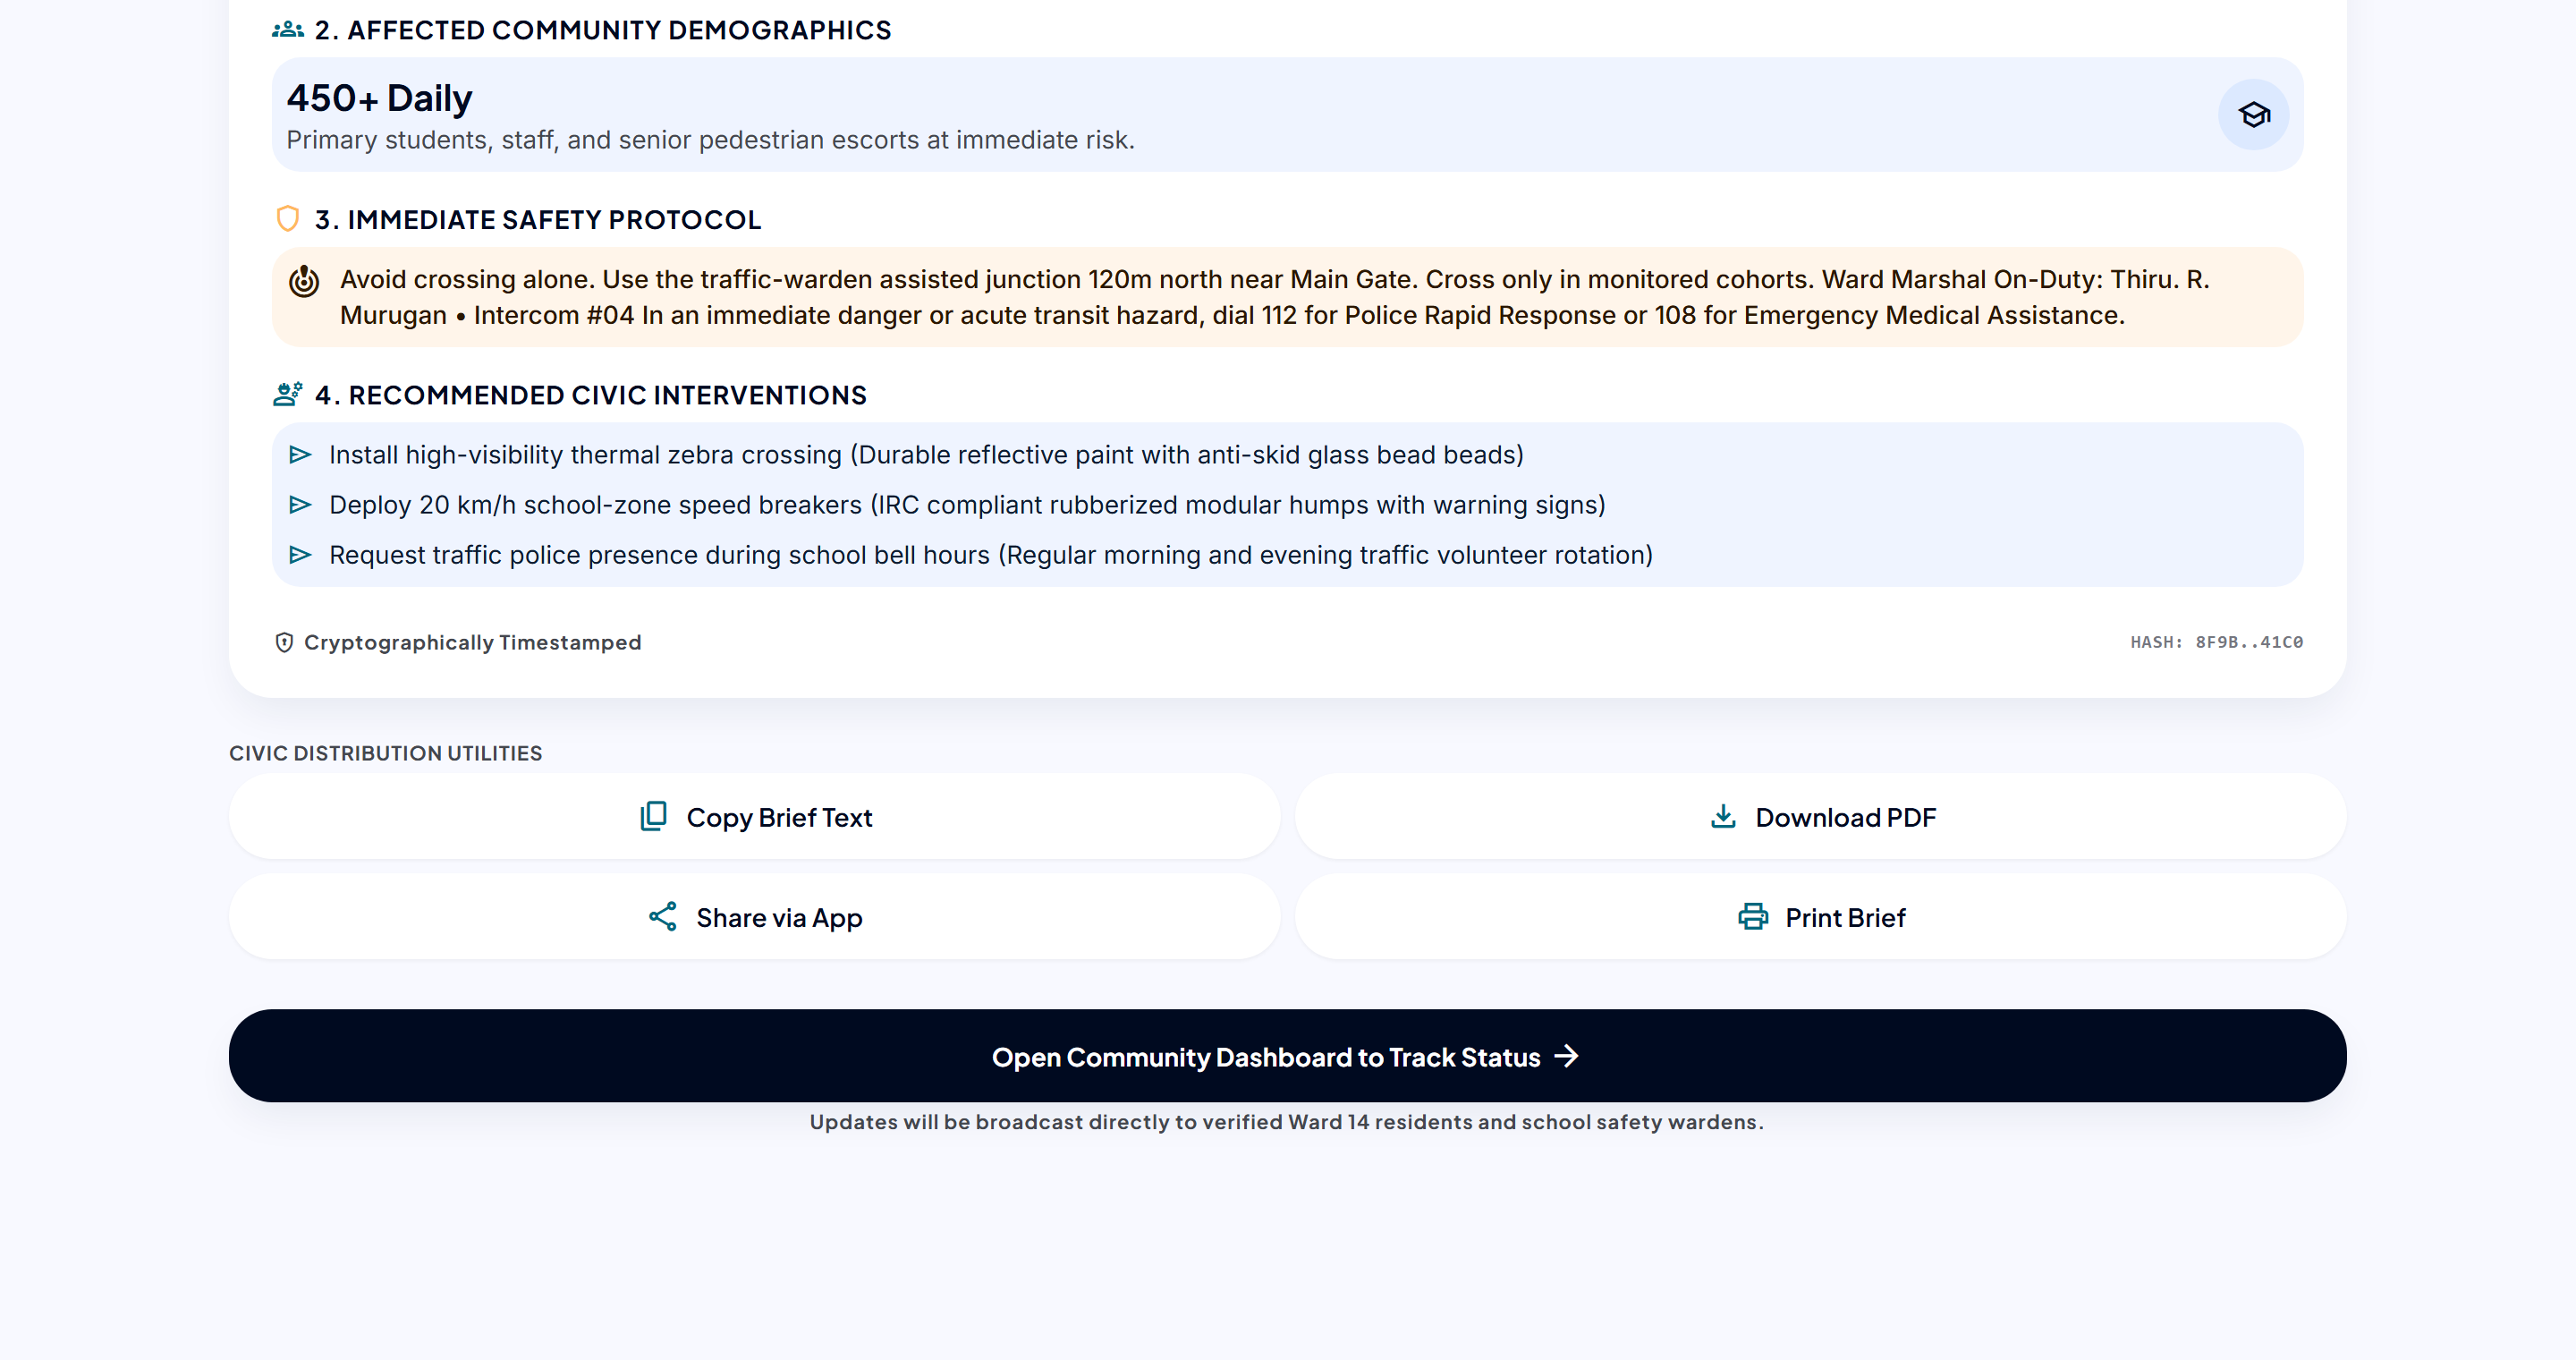 2. AFFECTED COMMUNITY DEMOGRAPHICS
450+ Daily
Primary students, staff, and senior pedestrian escorts at immediate risk.
3. IMMEDIATE SAFETY PROTOCOL
Avoid crossing alone. Use the traffic-warden assisted junction 120m north near Main Gate. Cross only in monitored cohorts. Ward Marshal On-Duty: Thiru. R.
Murugan • Intercom #04 In an immediate danger or acute transit hazard, dial 112 for Police Rapid Response or 108 for Emergency Medical Assistance.
4. RECOMMENDED CIVIC INTERVENTIONS
Install high-visibility thermal zebra crossing (Durable reflective paint with anti-skid glass bead beads)
Deploy 20 km/h school-zone speed breakers (IRC compliant rubberized modular humps with warning signs)
Request traffic police presence during school bell hours (Regular morning and evening traffic volunteer rotation)
Cryptographically Timestamped
HASH: 8F9B..41C0
CIVIC DISTRIBUTION UTILITIES
Copy Brief Text
Download PDF
Share via App
Print Brief
Open Community Dashboard to Track Status →
Updates will be broadcast directly to verified Ward 14 residents and school safety wardens.